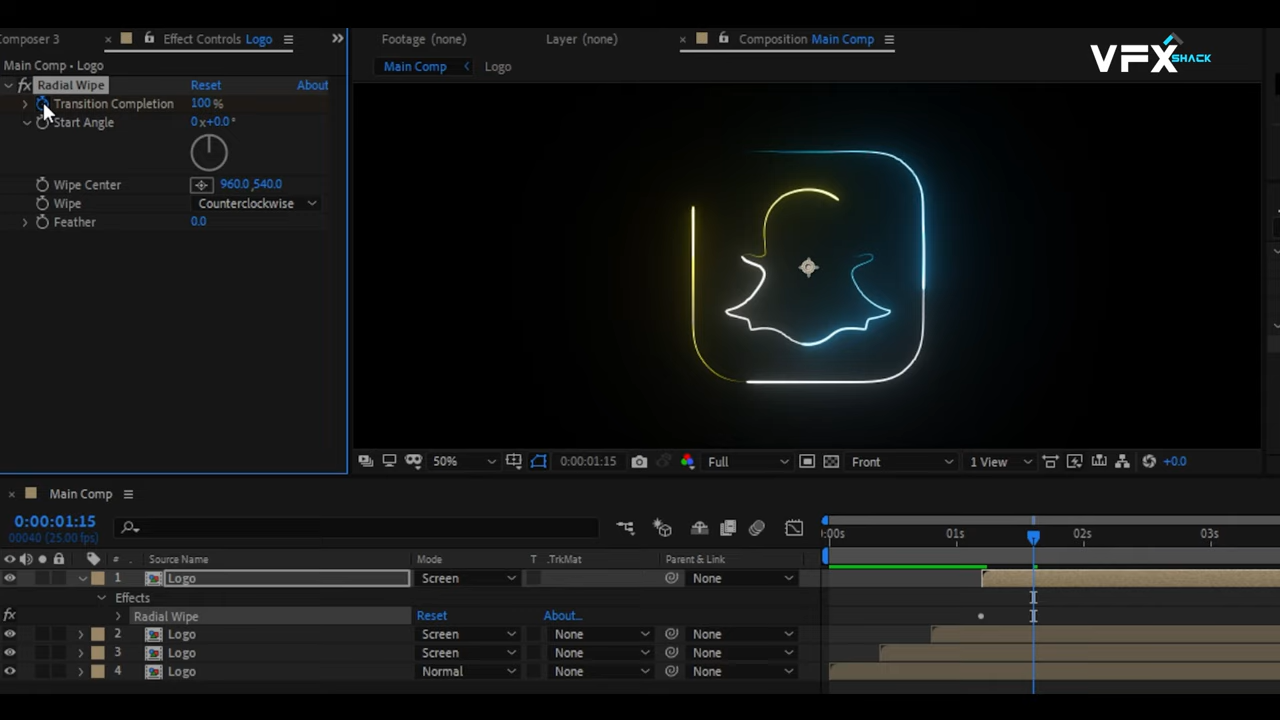 Composer 3
Effect Controls Logo
Footage (none)
Layer (none)
Composition Main Comp
VFX SHACK
Main Comp • Logo
Main Comp
Logo
fx Radial Wipe Reset About
Transition Completion 100 %
Start Angle 0 x+0.0 °
Wipe Center 960.0 ,540.0
Wipe Counterclockwise
Feather 0.0
50% 0:00:01:15 Full Front 1 View +0.0
Main Comp
0:00:01:15
00040 (25.00 fps)
:00s 01s 02s 03s
# . Source Name Mode T .TrkMat Parent & Link
1 Logo Screen None
Effects
fx Radial Wipe Reset About...
2 Logo Screen None None
3 Logo Screen None None
4 Logo Normal None None